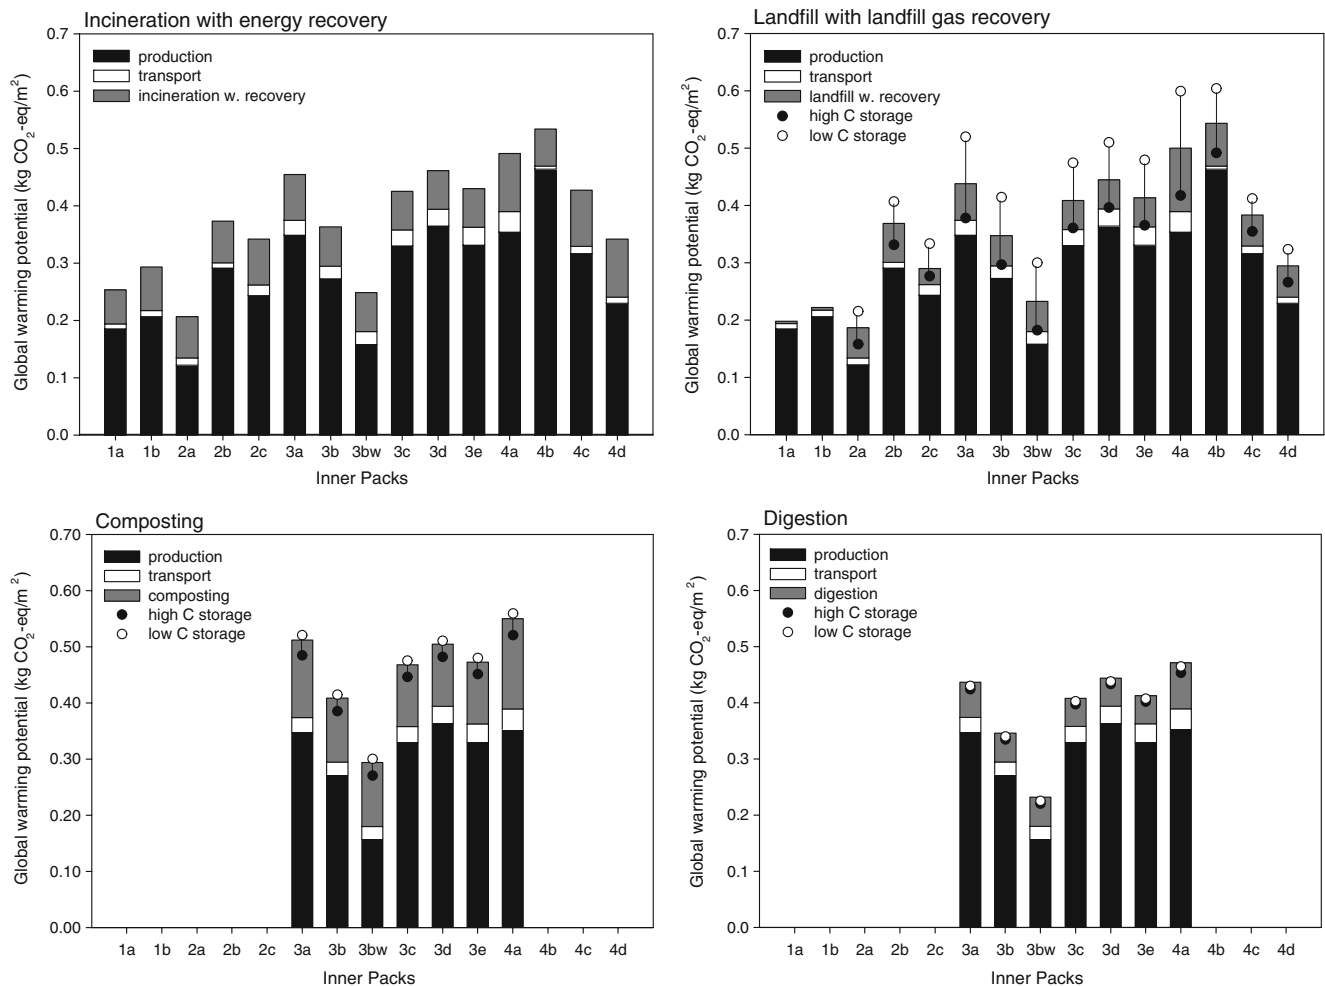 Incineration with energy recovery
0.7
0.6
0.5
0.4
0.3
0.2
0.1
0.0
Global warming potential (kg CO2-eq/m2)
production
transport
incineration w. recovery
1a 1b 2a 2b 2c 3a 3b 3bw 3c 3d 3e 4a 4b 4c 4d
Inner Packs
Landfill with landfill gas recovery
0.7
0.6
0.5
0.4
0.3
0.2
0.1
0.0
Global warming potential (kg CO2-eq/m2)
production
transport
landfill w. recovery
high C storage
low C storage
1a 1b 2a 2b 2c 3a 3b 3bw 3c 3d 3e 4a 4b 4c 4d
Inner Packs
Composting
0.70
0.60
0.50
0.40
0.30
0.20
0.10
0.00
Global warming potential (kg CO2-eq/m2)
production
transport
composting
high C storage
low C storage
1a 1b 2a 2b 2c 3a 3b 3bw 3c 3d 3e 4a 4b 4c 4d
Inner Packs
Digestion
0.7
0.6
0.5
0.4
0.3
0.2
0.1
0.0
Global warming potential (kg CO2-eq/m2)
production
transport
digestion
high C storage
low C storage
1a 1b 2a 2b 2c 3a 3b 3bw 3c 3d 3e 4a 4b 4c 4d
Inner Packs